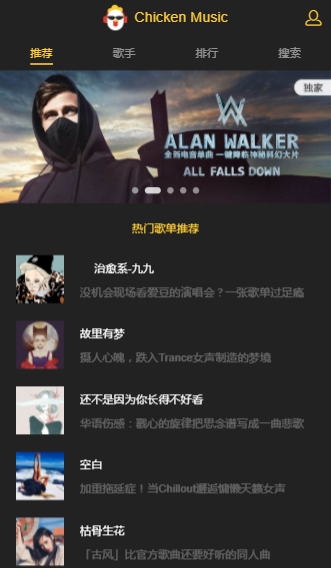 Chicken Music
推荐 歌手 排行 搜索
独家
ALAN WALKER
全新电音单曲 一键降临神秘科幻大片
ALL FALLS DOWN
热门歌单推荐
治愈系-九九
没机会现场看爱豆的演唱会？一张歌单过足瘾
故里有梦
摄人心魄，跌入Trance女声制造的梦境
还不是因为你长得不好看
华语伤感：戳心的旋律把思念谱写成一曲悲歌
空白
加重拖延症！当Chillout邂逅慵懒天籁女声
枯骨生花
「古风」比官方歌曲还要好听的同人曲